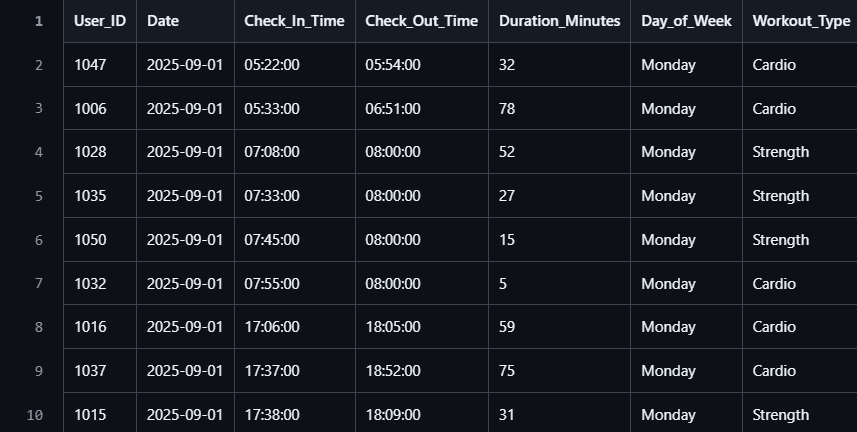 1 User_ID Date Check_In_Time Check_Out_Time Duration_Minutes Day_of_Week Workout_Type
2 1047 2025-09-01 05:22:00 05:54:00 32 Monday Cardio
3 1006 2025-09-01 05:33:00 06:51:00 78 Monday Cardio
4 1028 2025-09-01 07:08:00 08:00:00 52 Monday Strength
5 1035 2025-09-01 07:33:00 08:00:00 27 Monday Strength
6 1050 2025-09-01 07:45:00 08:00:00 15 Monday Strength
7 1032 2025-09-01 07:55:00 08:00:00 5 Monday Cardio
8 1016 2025-09-01 17:06:00 18:05:00 59 Monday Cardio
9 1037 2025-09-01 17:37:00 18:52:00 75 Monday Cardio
10 1015 2025-09-01 17:38:00 18:09:00 31 Monday Strength